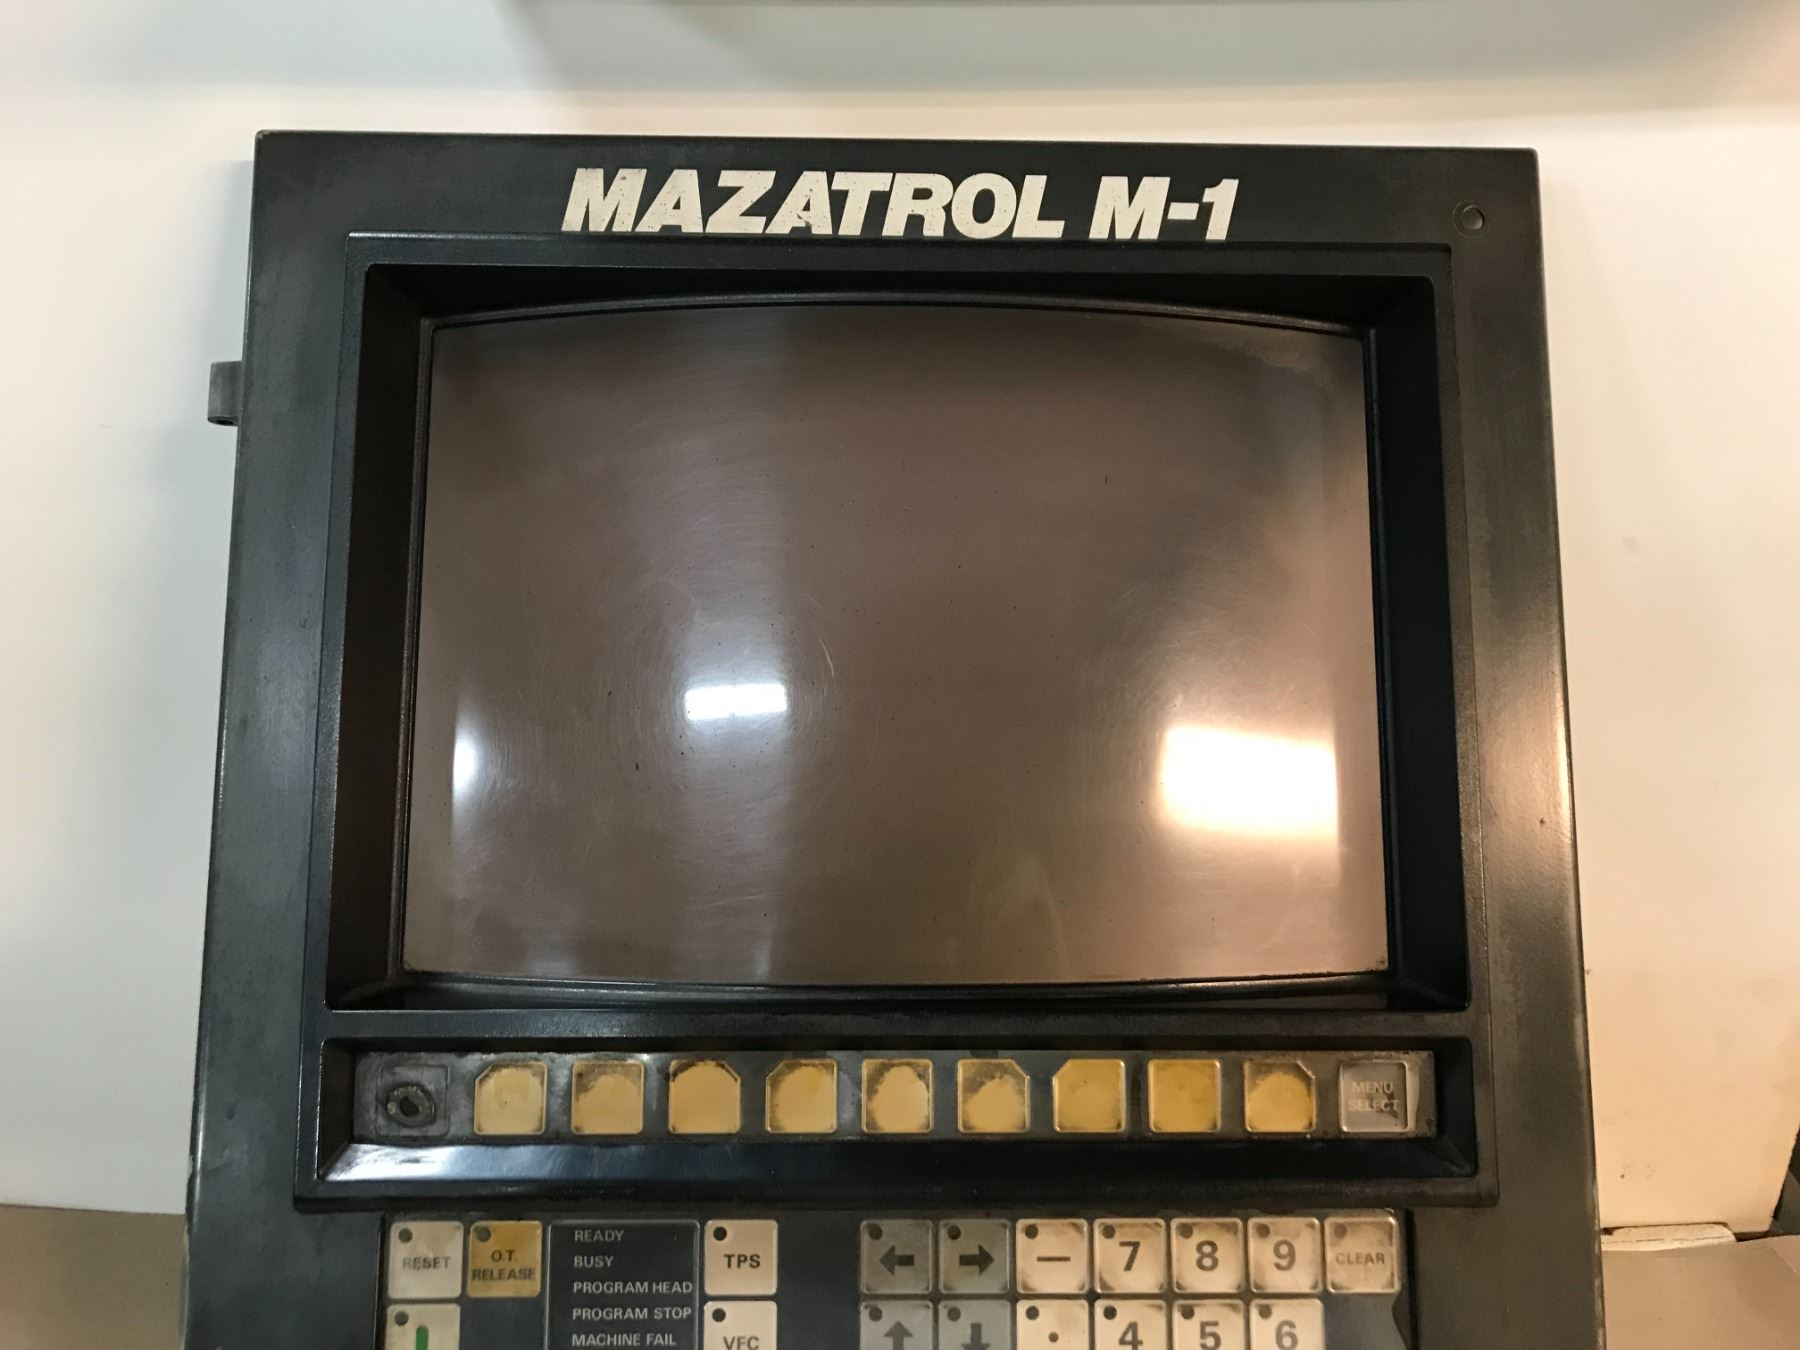 MAZATROL M-1
MENU
SELECT
RESET
O.T.
RELEASE
READY
BUSY
PROGRAM HEAD
PROGRAM STOP
MACHINE FAIL
TPS
VFC
← → — 7 8 9 CLEAR
↑ ↓ . 4 5 6